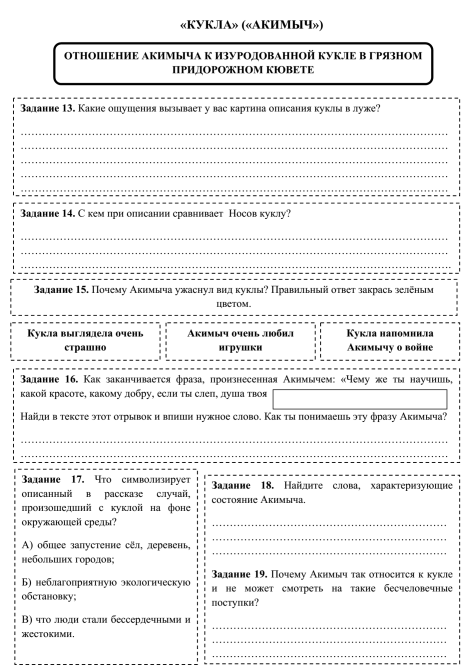 «КУКЛА» («АКИМЫЧ»)
ОТНОШЕНИЕ АКИМЫЧА К ИЗУРОДОВАННОЙ КУКЛЕ В ГРЯЗНОМ
ПРИДОРОЖНОМ КЮВЕТЕ
Задание 13. Какие ощущения вызывает у вас картина описания куклы в луже?
Задание 14. С кем при описании сравнивает Носов куклу?
Задание 15. Почему Акимыча ужаснул вид куклы? Правильный ответ закрась зелёным
цветом.
Кукла выглядела очень
страшно
Акимыч очень любил
игрушки
Кукла напомнила
Акимычу о войне
Задание 16. Как заканчивается фраза, произнесенная Акимычем: «Чему же ты научишь,
какой красоте, какому добру, если ты слеп, душа твоя
Найди в тексте этот отрывок и впиши нужное слово. Как ты понимаешь эту фразу Акимыча?
Задание 17. Что символизирует
описанный в рассказе случай,
произошедший с куклой на фоне
окружающей среды?
А) общее запустение сёл, деревень,
небольших городов;
Б) неблагоприятную экологическую
обстановку;
В) что люди стали бессердечными и
жестокими.
Задание 18. Найдите слова, характеризующие
состояние Акимыча.
Задание 19. Почему Акимыч так относится к кукле
и не может смотреть на такие бесчеловечные
поступки?